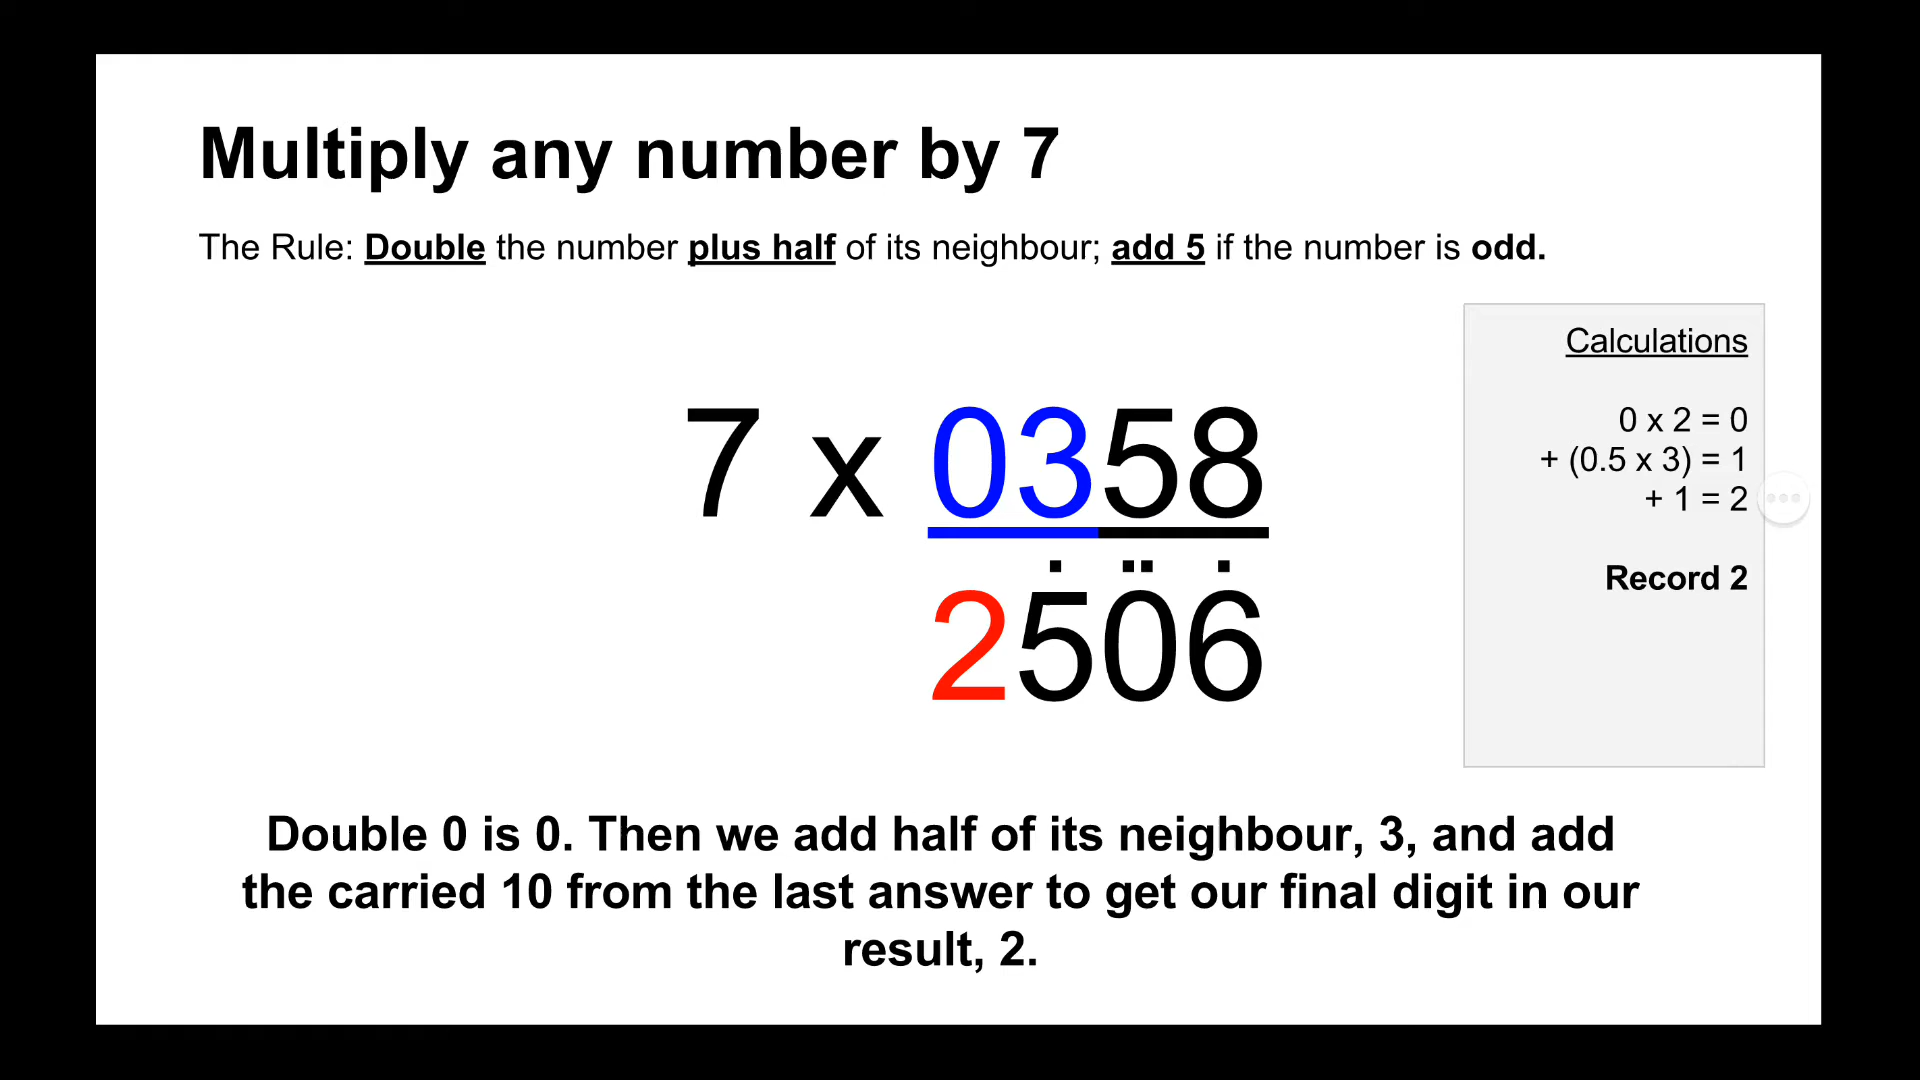 Multiply any number by 7
The Rule: Double the number plus half of its neighbour; add 5 if the number is odd.
Calculations
0 x 2 = 0
+ (0.5 x 3) = 1
+ 1 = 2
Record 2
7 x 0358
. .. .
2506
Double 0 is 0. Then we add half of its neighbour, 3, and add
the carried 10 from the last answer to get our final digit in our
result, 2.